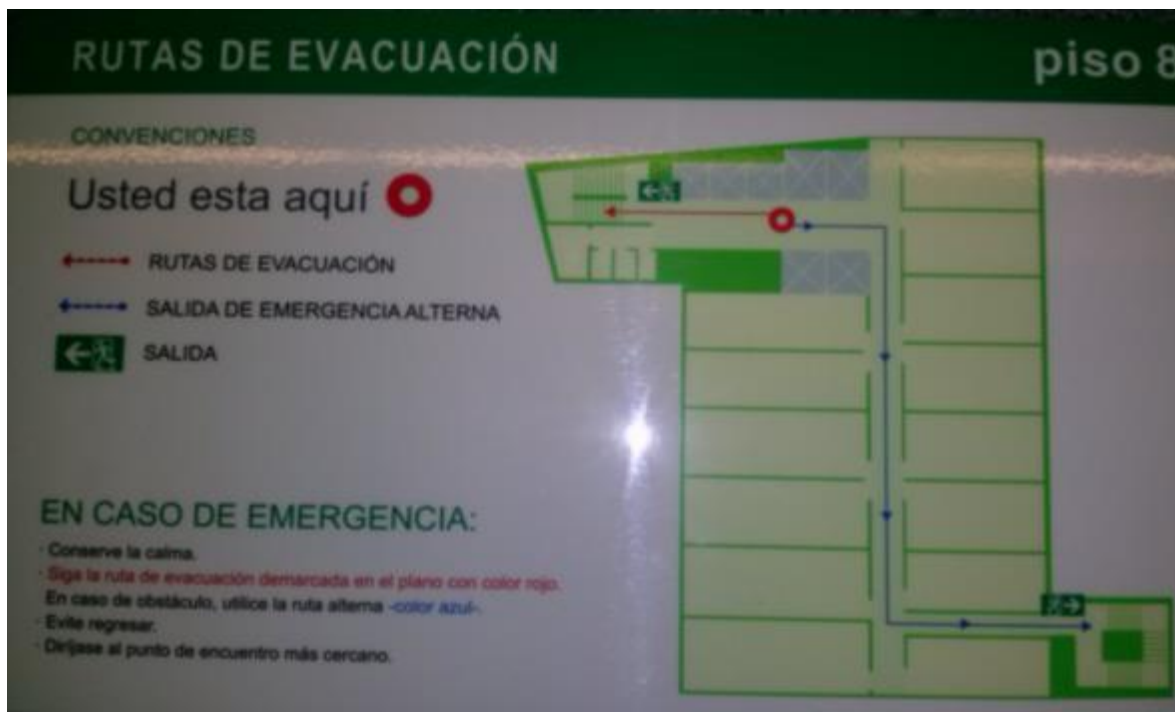 RUTAS DE EVACUACIÓN
piso 8
CONVENCIONES
Usted esta aquí
RUTAS DE EVACUACIÓN
SALIDA DE EMERGENCIA ALTERNA
SALIDA
EN CASO DE EMERGENCIA:
· Conserve la calma.
· Siga la ruta de evacuación demarcada en el plano con color rojo.
En caso de obstáculo, utilice la ruta alterna -color azul-.
· Evite regresar.
· Diríjase al punto de encuentro más cercano.